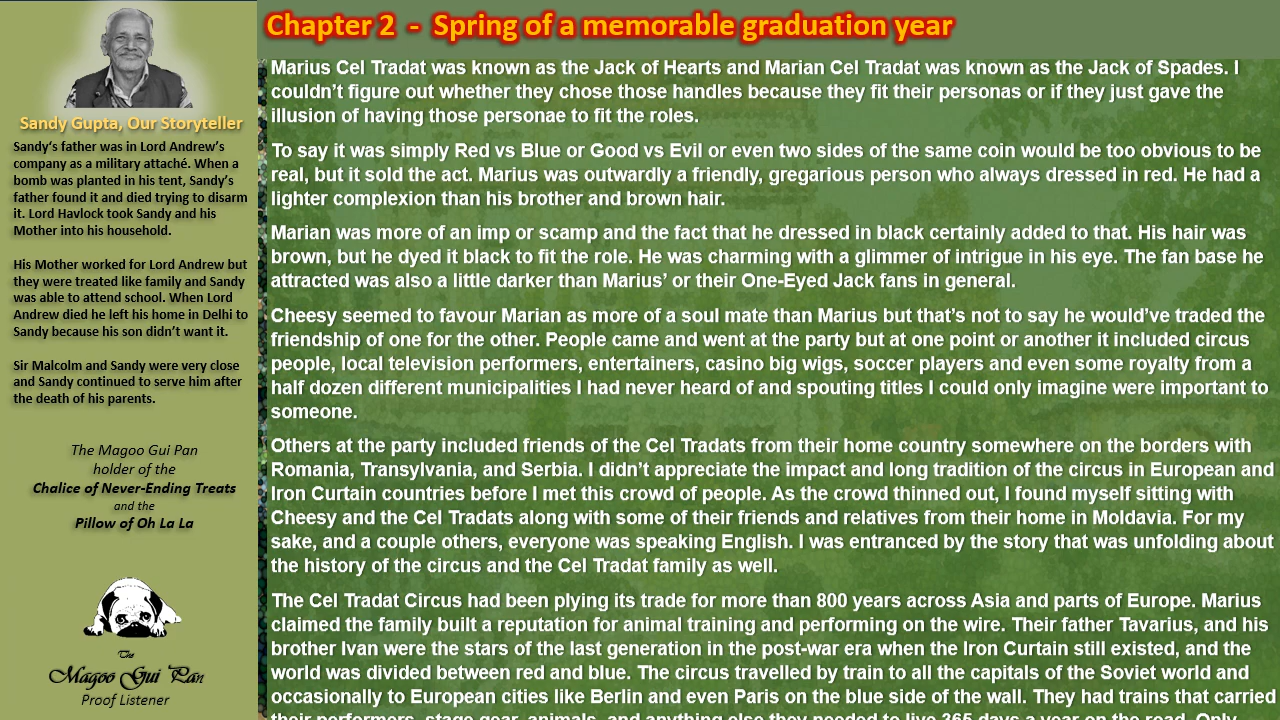 Chapter 2 - Spring of a memorable graduation year
Sandy Gupta, Our Storyteller
Sandy‘s father was in Lord Andrew’s
company as a military attaché. When a
bomb was planted in his tent, Sandy’s
father found it and died trying to disarm
it. Lord Havlock took Sandy and his
Mother into his household.
His Mother worked for Lord Andrew but
they were treated like family and Sandy
was able to attend school. When Lord
Andrew died he left his home in Delhi to
Sandy because his son didn’t want it.
Sir Malcolm and Sandy were very close
and Sandy continued to serve him after
the death of his parents.
The Magoo Gui Pan
holder of the
Chalice of Never-Ending Treats
and the
Pillow of Oh La La
The
Magoo Gui Pan
Proof Listener
Marius Cel Tradat was known as the Jack of Hearts and Marian Cel Tradat was known as the Jack of Spades. I
couldn’t figure out whether they chose those handles because they fit their personas or if they just gave the
illusion of having those personae to fit the roles.
To say it was simply Red vs Blue or Good vs Evil or even two sides of the same coin would be too obvious to be
real, but it sold the act. Marius was outwardly a friendly, gregarious person who always dressed in red. He had a
lighter complexion than his brother and brown hair.
Marian was more of an imp or scamp and the fact that he dressed in black certainly added to that. His hair was
brown, but he dyed it black to fit the role. He was charming with a glimmer of intrigue in his eye. The fan base he
attracted was also a little darker than Marius’ or their One-Eyed Jack fans in general.
Cheesy seemed to favour Marian as more of a soul mate than Marius but that’s not to say he would’ve traded the
friendship of one for the other. People came and went at the party but at one point or another it included circus
people, local television performers, entertainers, casino big wigs, soccer players and even some royalty from a
half dozen different municipalities I had never heard of and spouting titles I could only imagine were important to
someone.
Others at the party included friends of the Cel Tradats from their home country somewhere on the borders with
Romania, Transylvania, and Serbia. I didn’t appreciate the impact and long tradition of the circus in European and
Iron Curtain countries before I met this crowd of people. As the crowd thinned out, I found myself sitting with
Cheesy and the Cel Tradats along with some of their friends and relatives from their home in Moldavia. For my
sake, and a couple others, everyone was speaking English. I was entranced by the story that was unfolding about
the history of the circus and the Cel Tradat family as well.
The Cel Tradat Circus had been plying its trade for more than 800 years across Asia and parts of Europe. Marius
claimed the family built a reputation for animal training and performing on the wire. Their father Tavarius, and his
brother Ivan were the stars of the last generation in the post-war era when the Iron Curtain still existed, and the
world was divided between red and blue. The circus travelled by train to all the capitals of the Soviet world and
occasionally to European cities like Berlin and even Paris on the blue side of the wall. They had trains that carried
their performers, stage gear, animals, and anything else they needed to live 365 days a year on the road. Only